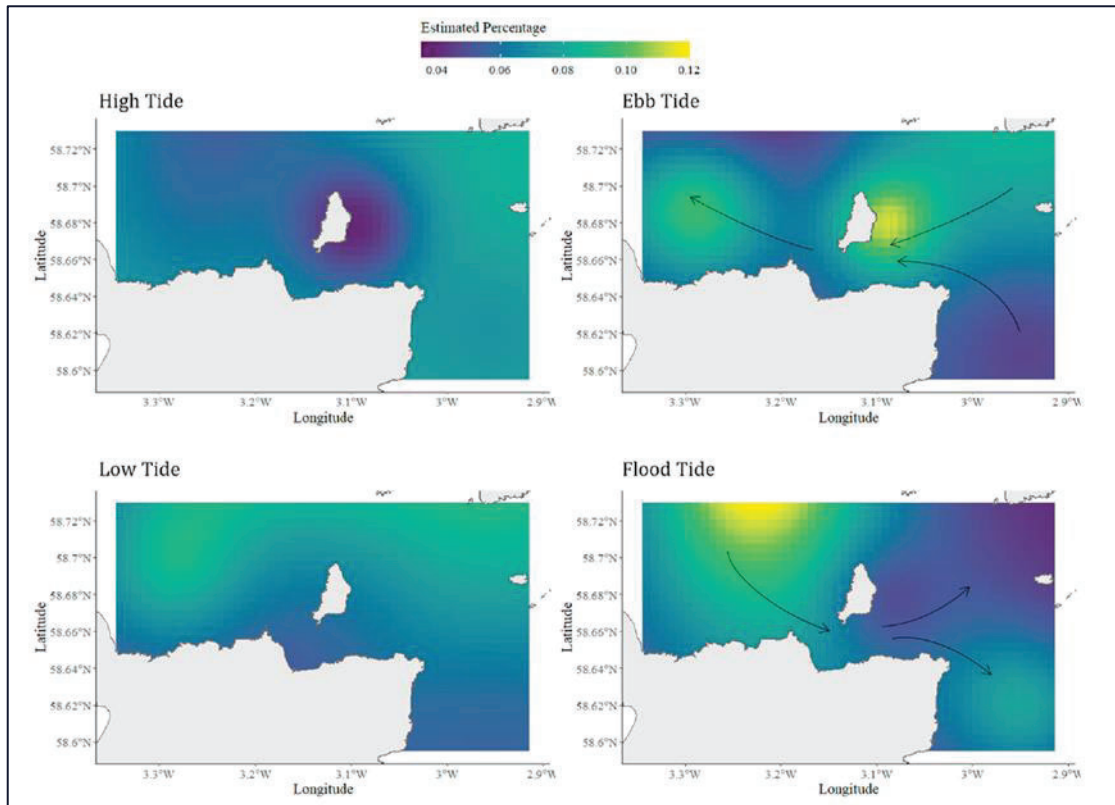 Estimated Percentage
0.04 0.06 0.08 0.10 0.12
High Tide
58.72°N
58.7°N
58.68°N
58.66°N
58.64°N
58.62°N
58.6°N
Latitude
3.3°W 3.2°W 3.1°W 3°W 2.9°W
Longitude
Ebb Tide
58.72°N
58.7°N
58.68°N
58.66°N
58.64°N
58.62°N
58.6°N
Latitude
3.3°W 3.2°W 3.1°W 3°W 2.9°W
Longitude
Low Tide
58.72°N
58.7°N
58.68°N
58.66°N
58.64°N
58.62°N
58.6°N
Latitude
3.3°W 3.2°W 3.1°W 3°W 2.9°W
Longitude
Flood Tide
58.72°N
58.7°N
58.68°N
58.66°N
58.64°N
58.62°N
58.6°N
Latitude
3.3°W 3.2°W 3.1°W 3°W 2.9°W
Longitude